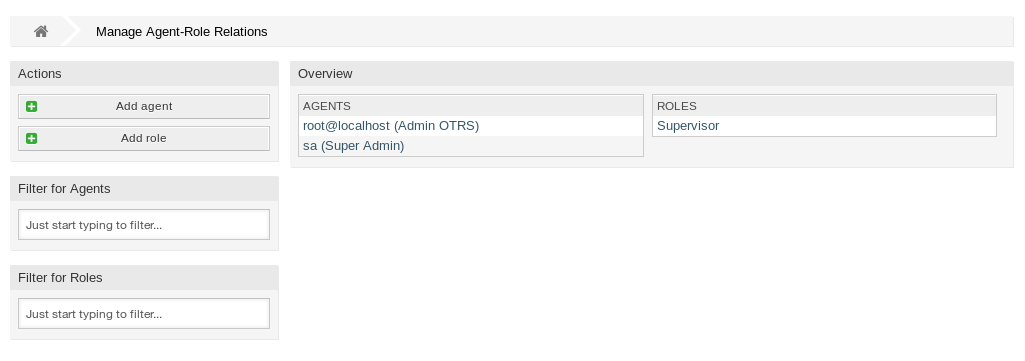 Manage Agent-Role Relations
Actions
Add agent
Add role
Filter for Agents
Just start typing to filter...
Filter for Roles
Just start typing to filter...
Overview
AGENTS
root@localhost (Admin OTRS)
sa (Super Admin)
ROLES
Supervisor